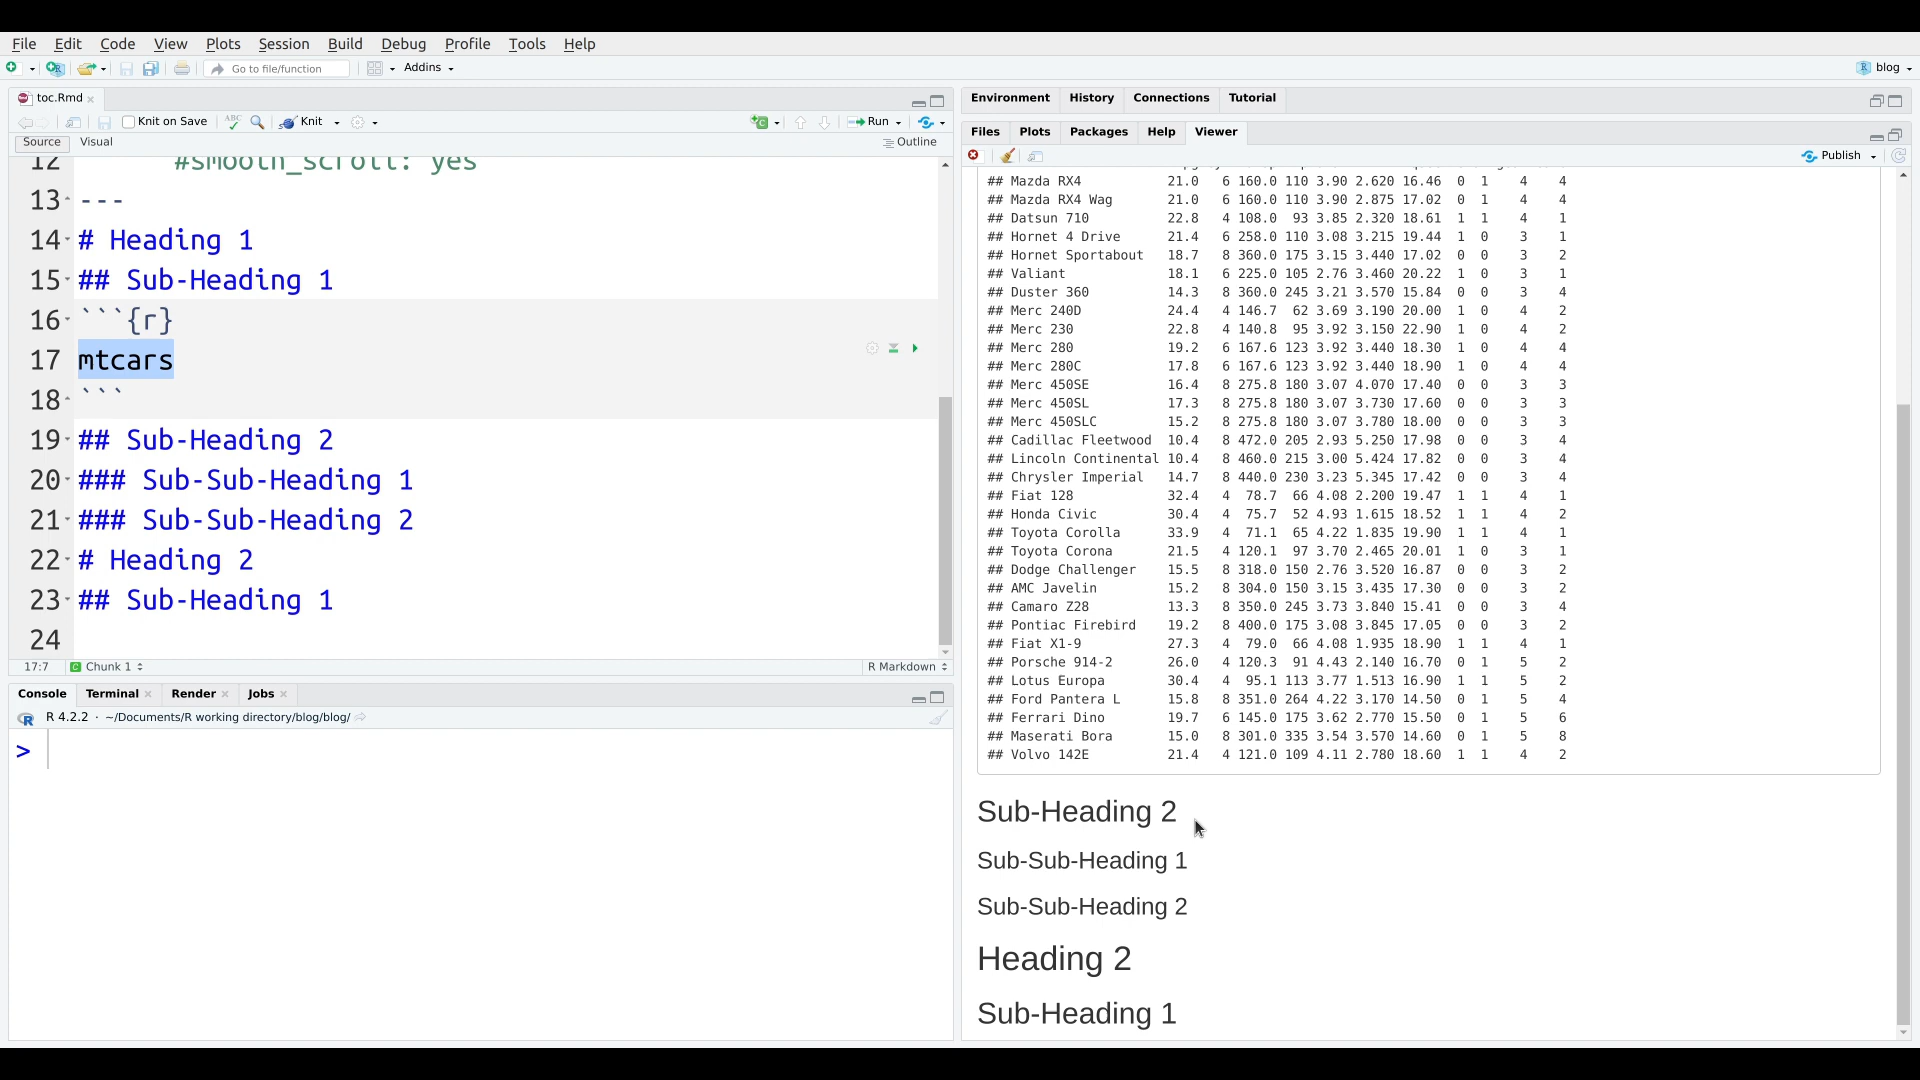 File Edit Code View Plots Session Build Debug Profile Tools Help
Go to file/function Addins blog
toc.Rmd
Knit on Save ABC Knit Run
Source Visual Outline
12 #smooth_scroll: yes
13 ---
14 # Heading 1
15 ## Sub-Heading 1
16 ```{r}
17 mtcars
18 ```
19 ## Sub-Heading 2
20 ### Sub-Sub-Heading 1
21 ### Sub-Sub-Heading 2
22 # Heading 2
23 ## Sub-Heading 1
24
17:7 Chunk 1 R Markdown
Console Terminal Render Jobs
R 4.2.2 · ~/Documents/R working directory/blog/blog/
>
Environment History Connections Tutorial
Files Plots Packages Help Viewer
Publish
## Mazda RX4 21.0 6 160.0 110 3.90 2.620 16.46 0 1 4 4
## Mazda RX4 Wag 21.0 6 160.0 110 3.90 2.875 17.02 0 1 4 4
## Datsun 710 22.8 4 108.0 93 3.85 2.320 18.61 1 1 4 1
## Hornet 4 Drive 21.4 6 258.0 110 3.08 3.215 19.44 1 0 3 1
## Hornet Sportabout 18.7 8 360.0 175 3.15 3.440 17.02 0 0 3 2
## Valiant 18.1 6 225.0 105 2.76 3.460 20.22 1 0 3 1
## Duster 360 14.3 8 360.0 245 3.21 3.570 15.84 0 0 3 4
## Merc 240D 24.4 4 146.7 62 3.69 3.190 20.00 1 0 4 2
## Merc 230 22.8 4 140.8 95 3.92 3.150 22.90 1 0 4 2
## Merc 280 19.2 6 167.6 123 3.92 3.440 18.30 1 0 4 4
## Merc 280C 17.8 6 167.6 123 3.92 3.440 18.90 1 0 4 4
## Merc 450SE 16.4 8 275.8 180 3.07 4.070 17.40 0 0 3 3
## Merc 450SL 17.3 8 275.8 180 3.07 3.730 17.60 0 0 3 3
## Merc 450SLC 15.2 8 275.8 180 3.07 3.780 18.00 0 0 3 3
## Cadillac Fleetwood 10.4 8 472.0 205 2.93 5.250 17.98 0 0 3 4
## Lincoln Continental 10.4 8 460.0 215 3.00 5.424 17.82 0 0 3 4
## Chrysler Imperial 14.7 8 440.0 230 3.23 5.345 17.42 0 0 3 4
## Fiat 128 32.4 4 78.7 66 4.08 2.200 19.47 1 1 4 1
## Honda Civic 30.4 4 75.7 52 4.93 1.615 18.52 1 1 4 2
## Toyota Corolla 33.9 4 71.1 65 4.22 1.835 19.90 1 1 4 1
## Toyota Corona 21.5 4 120.1 97 3.70 2.465 20.01 1 0 3 1
## Dodge Challenger 15.5 8 318.0 150 2.76 3.520 16.87 0 0 3 2
## AMC Javelin 15.2 8 304.0 150 3.15 3.435 17.30 0 0 3 2
## Camaro Z28 13.3 8 350.0 245 3.73 3.840 15.41 0 0 3 4
## Pontiac Firebird 19.2 8 400.0 175 3.08 3.845 17.05 0 0 3 2
## Fiat X1-9 27.3 4 79.0 66 4.08 1.935 18.90 1 1 4 1
## Porsche 914-2 26.0 4 120.3 91 4.43 2.140 16.70 0 1 5 2
## Lotus Europa 30.4 4 95.1 113 3.77 1.513 16.90 1 1 5 2
## Ford Pantera L 15.8 8 351.0 264 4.22 3.170 14.50 0 1 5 4
## Ferrari Dino 19.7 6 145.0 175 3.62 2.770 15.50 0 1 5 6
## Maserati Bora 15.0 8 301.0 335 3.54 3.570 14.60 0 1 5 8
## Volvo 142E 21.4 4 121.0 109 4.11 2.780 18.60 1 1 4 2
Sub-Heading 2
Sub-Sub-Heading 1
Sub-Sub-Heading 2
Heading 2
Sub-Heading 1